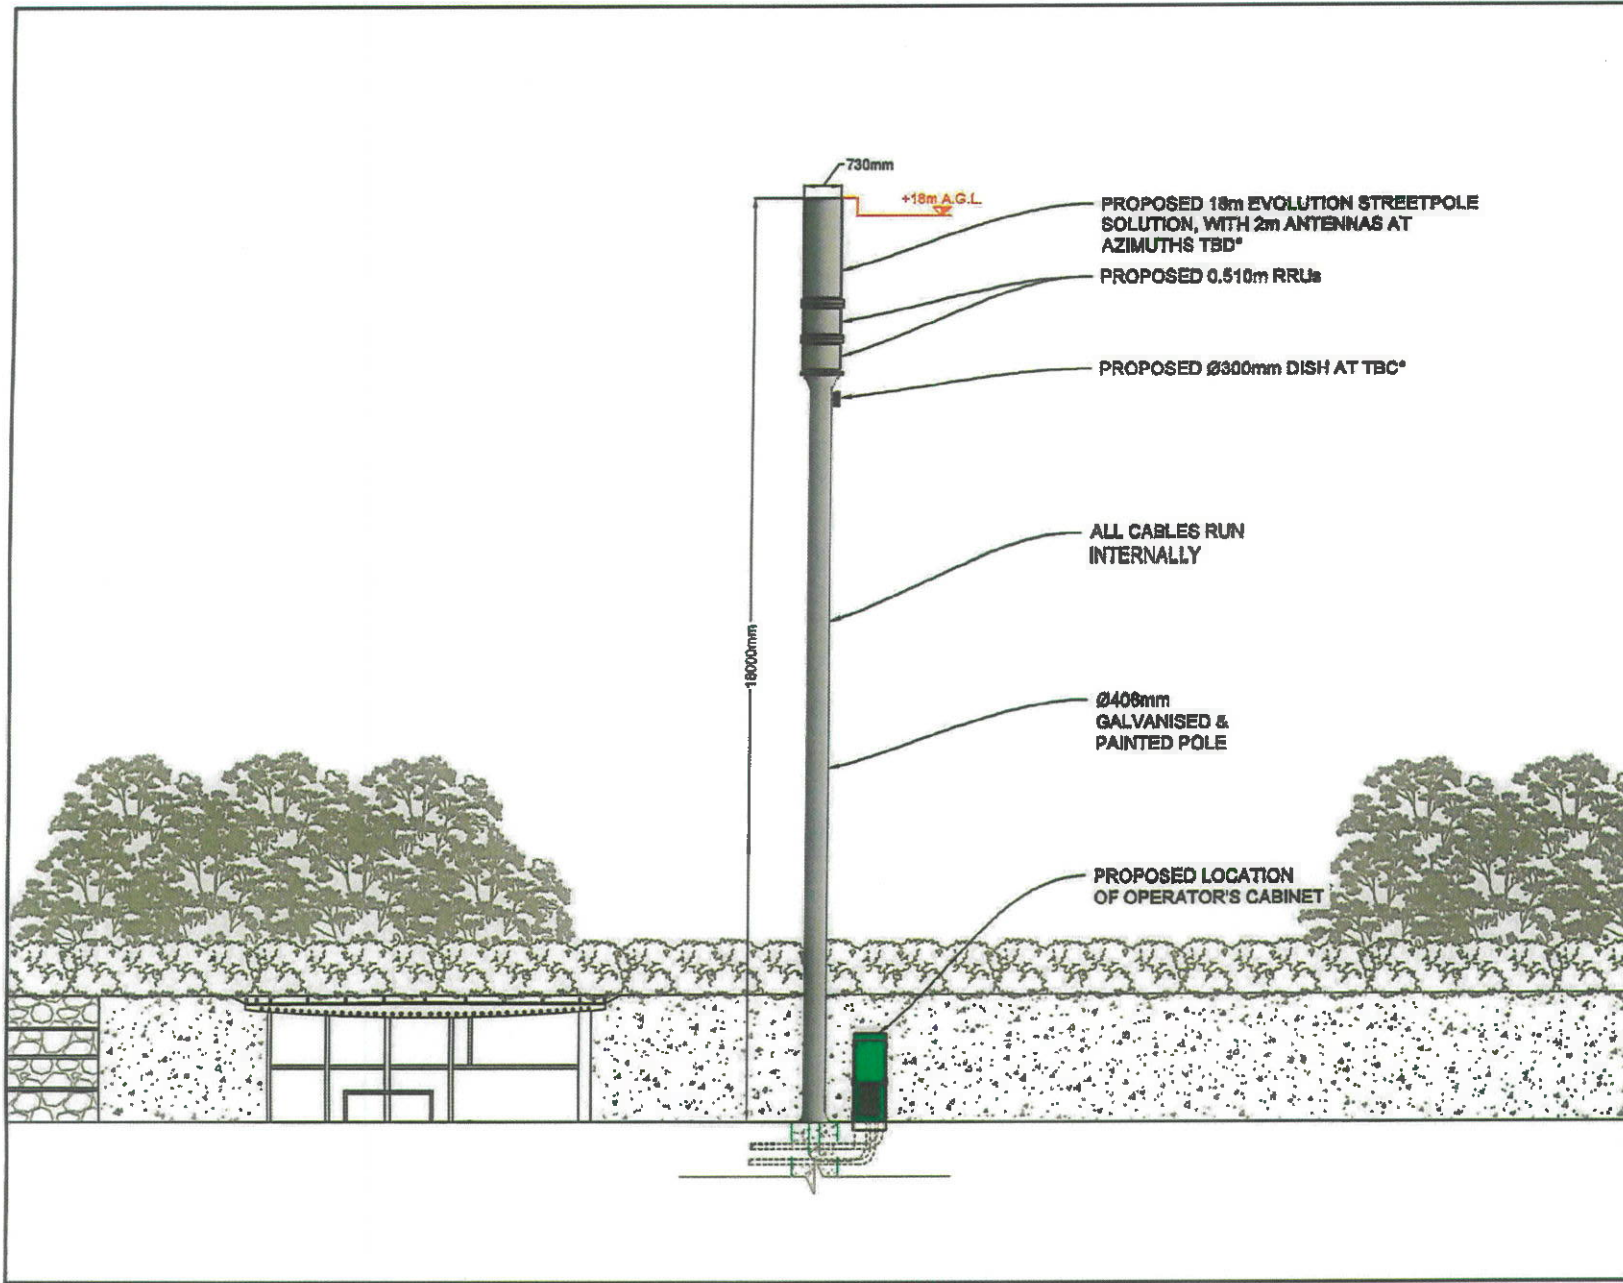 730mm
+18m A.G.L.
PROPOSED 18m EVOLUTION STREETPOLE
SOLUTION, WITH 2m ANTENNAS AT
AZIMUTHS TBD°
PROPOSED 0.510m RRUs
PROPOSED Ø300mm DISH AT TBC°
ALL CABLES RUN
INTERNALLY
18000mm
Ø406mm
GALVANISED &
PAINTED POLE
PROPOSED LOCATION
OF OPERATOR'S CABINET